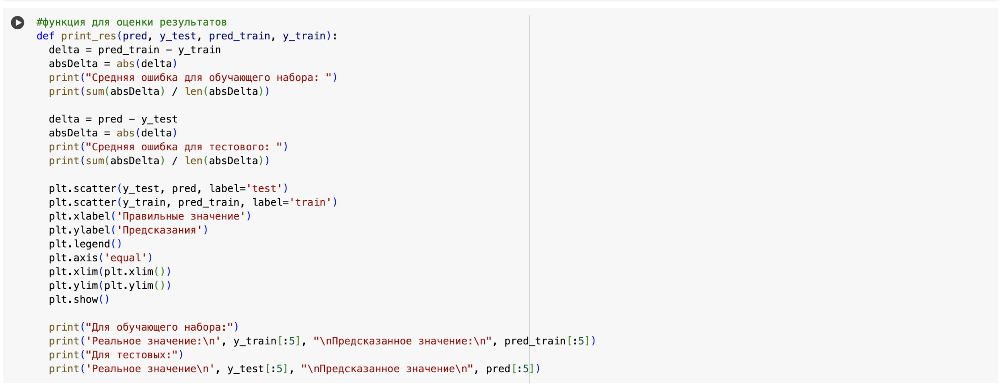 #функция для оценки результатов
def print_res(pred, y_test, pred_train, y_train):
  delta = pred_train - y_train
  absDelta = abs(delta)
  print("Средняя ошибка для обучающего набора: ")
  print(sum(absDelta) / len(absDelta))

  delta = pred - y_test
  absDelta = abs(delta)
  print("Средняя ошибка для тестового: ")
  print(sum(absDelta) / len(absDelta))

  plt.scatter(y_test, pred, label='test')
  plt.scatter(y_train, pred_train, label='train')
  plt.xlabel('Правильные значение')
  plt.ylabel('Предсказания')
  plt.legend()
  plt.axis('equal')
  plt.xlim(plt.xlim())
  plt.ylim(plt.ylim())
  plt.show()

  print("Для обучающего набора:")
  print('Реальное значение:\n', y_train[:5], "\nПредсказанное значение:\n", pred_train[:5])
  print("Для тестовых:")
  print('Реальное значение\n', y_test[:5], "\nПредсказанное значение\n", pred[:5])